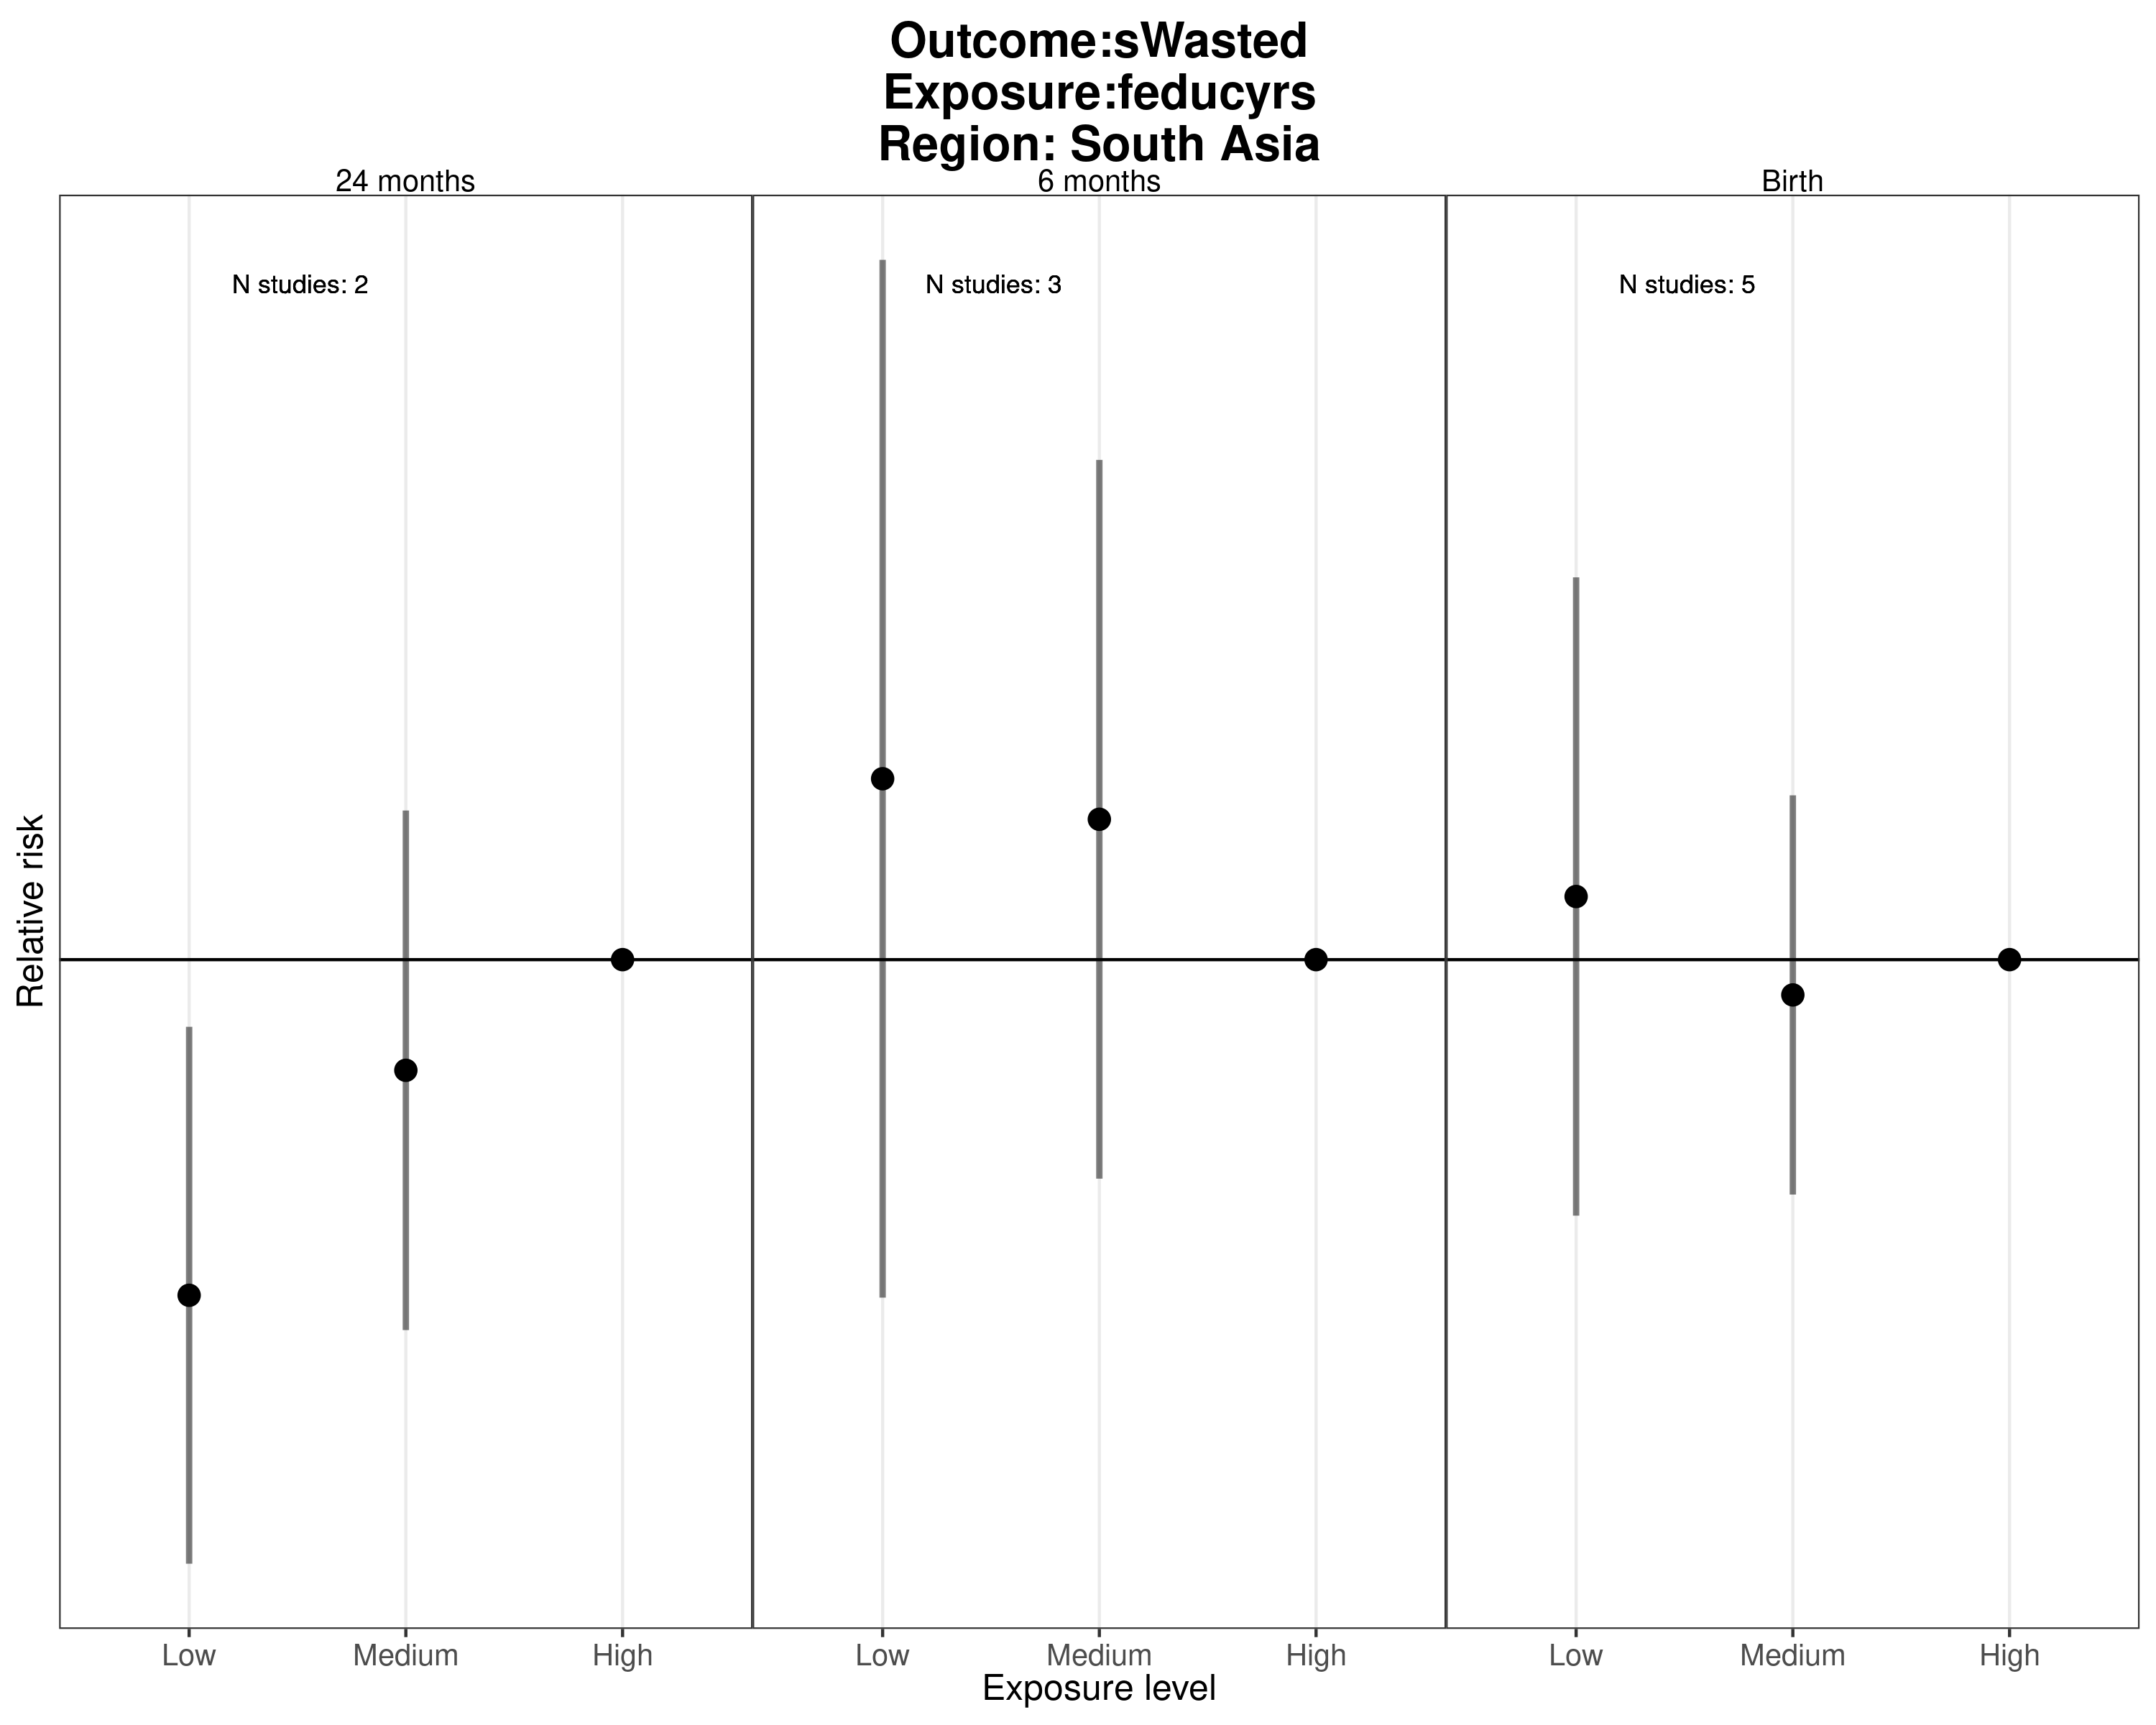 Outcome:sWasted
Exposure:feducyrs
Region: South Asia
24 months
6 months
Birth
N studies: 2
N studies: 3
N studies: 5
Relative risk
Low
Medium
High
Low
Medium
High
Low
Medium
High
Exposure level